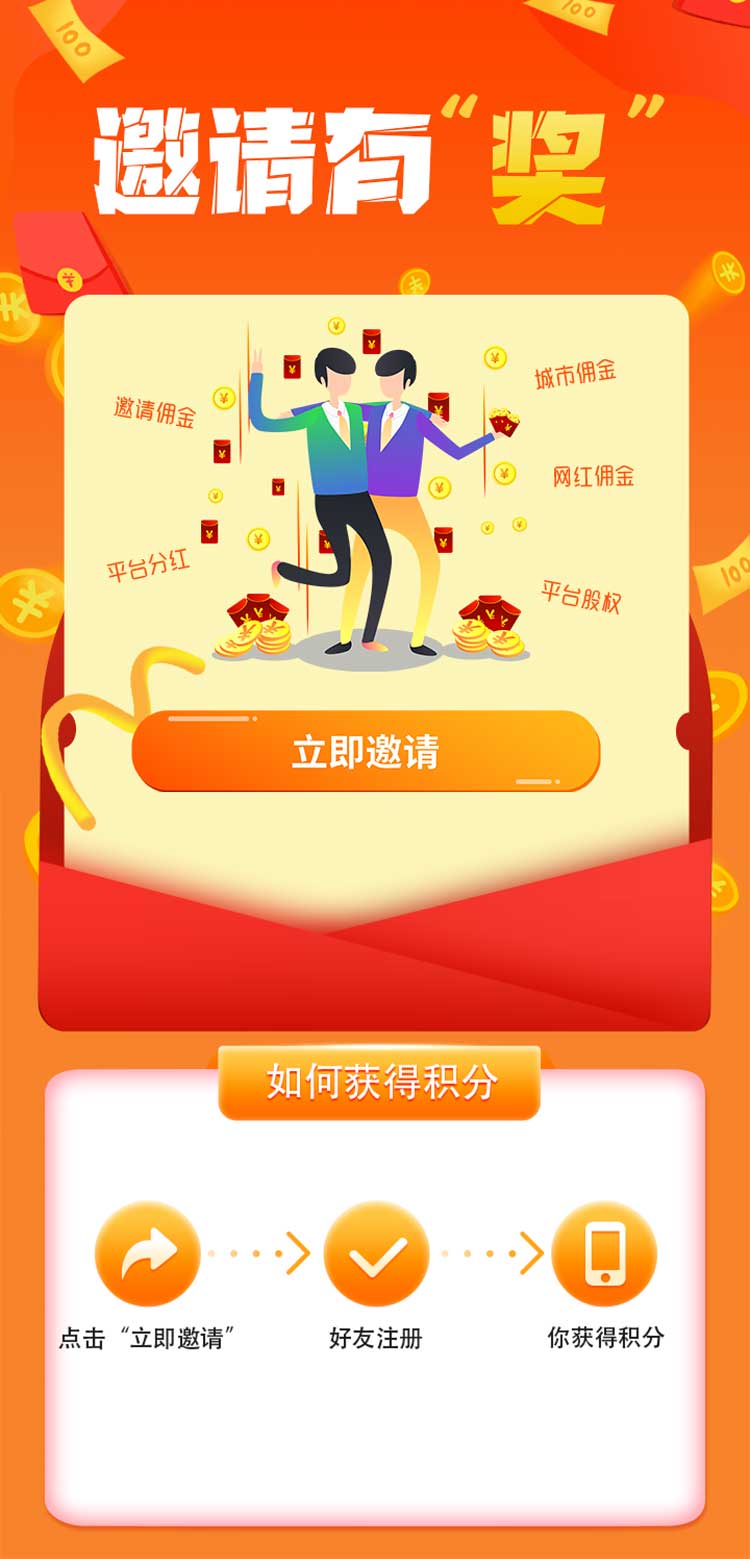 100
100
邀请有“奖”
城市佣金
邀请佣金
网红佣金
平台分红
100
平台股权
立即邀请
如何获得积分
点击“立即邀请”
好友注册
你获得积分